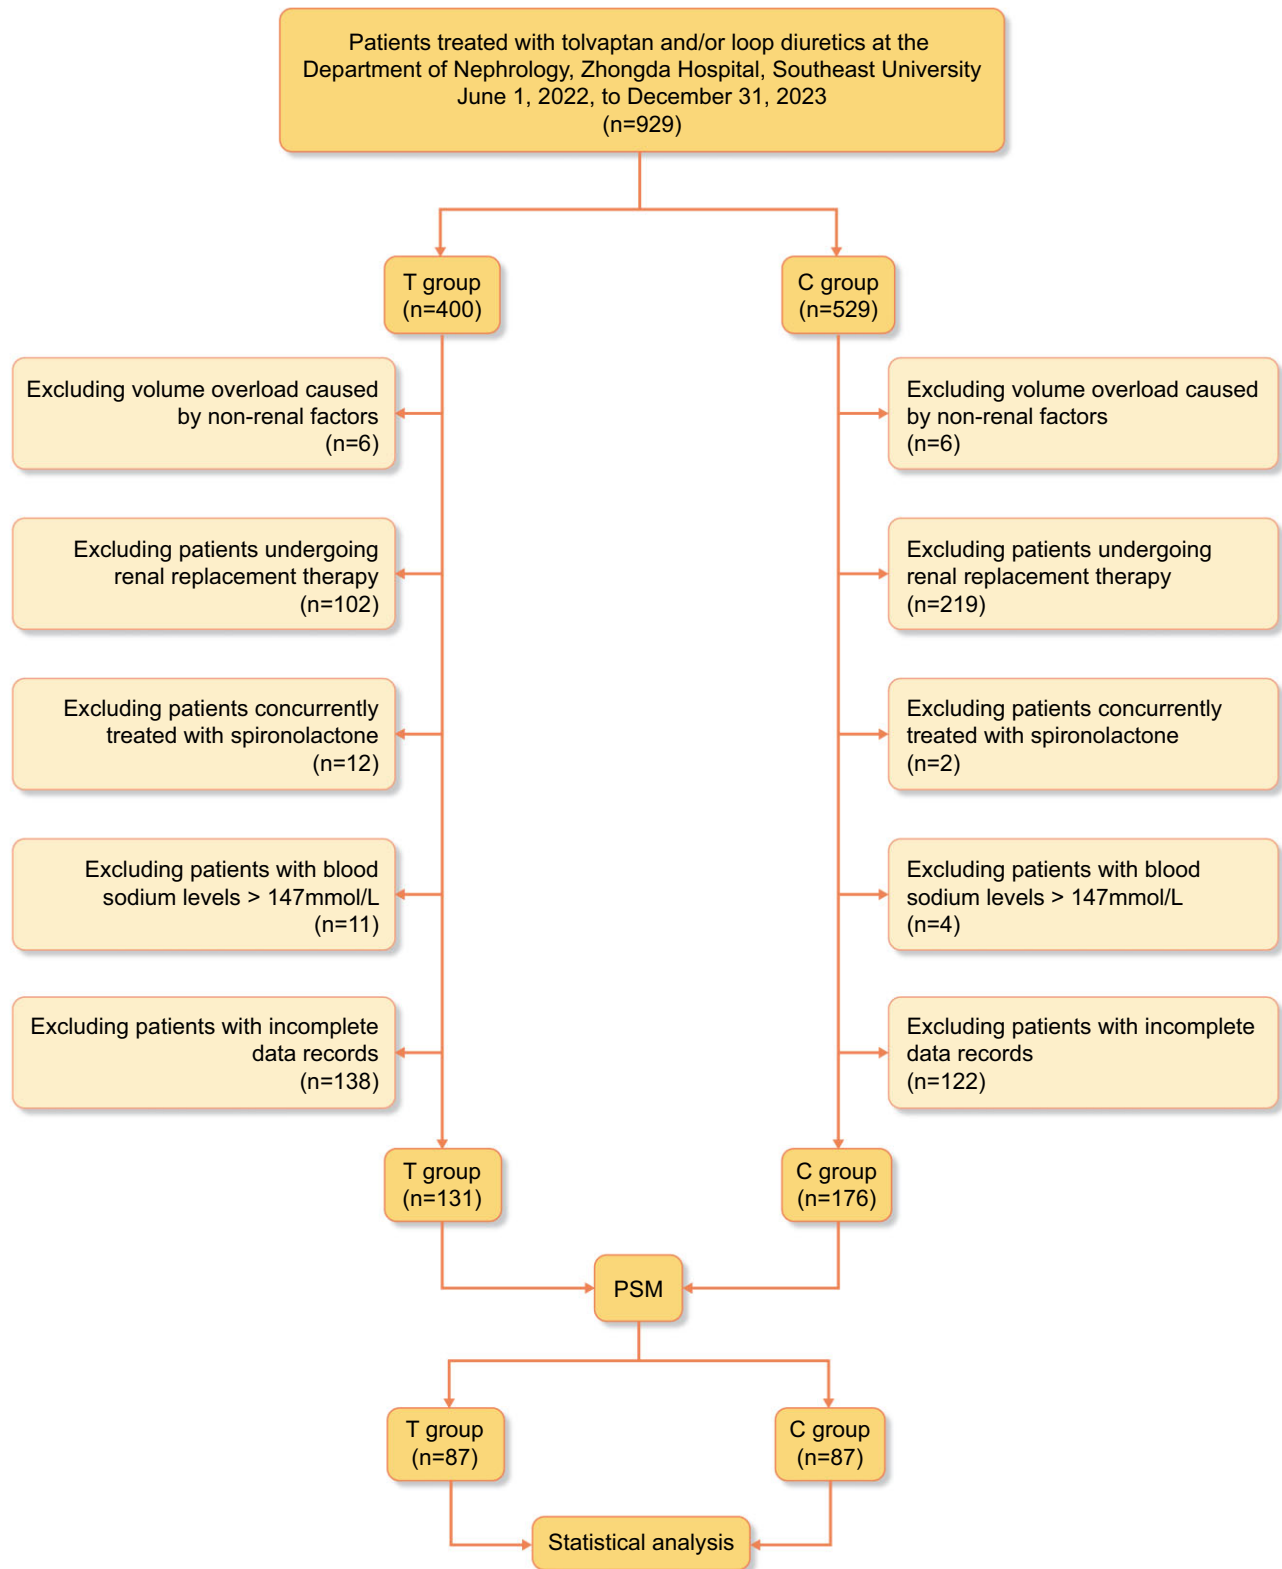 Patients treated with tolvaptan and/or loop diuretics at the
Department of Nephrology, Zhongda Hospital, Southeast University
June 1, 2022, to December 31, 2023
(n=929)
T group
(n=400)
C group
(n=529)
Excluding volume overload caused
by non-renal factors
(n=6)
Excluding volume overload caused
by non-renal factors
(n=6)
Excluding patients undergoing
renal replacement therapy
(n=102)
Excluding patients undergoing
renal replacement therapy
(n=219)
Excluding patients concurrently
treated with spironolactone
(n=12)
Excluding patients concurrently
treated with spironolactone
(n=2)
Excluding patients with blood
sodium levels > 147mmol/L
(n=11)
Excluding patients with blood
sodium levels > 147mmol/L
(n=4)
Excluding patients with incomplete
data records
(n=138)
Excluding patients with incomplete
data records
(n=122)
T group
(n=131)
C group
(n=176)
PSM
T group
(n=87)
C group
(n=87)
Statistical analysis